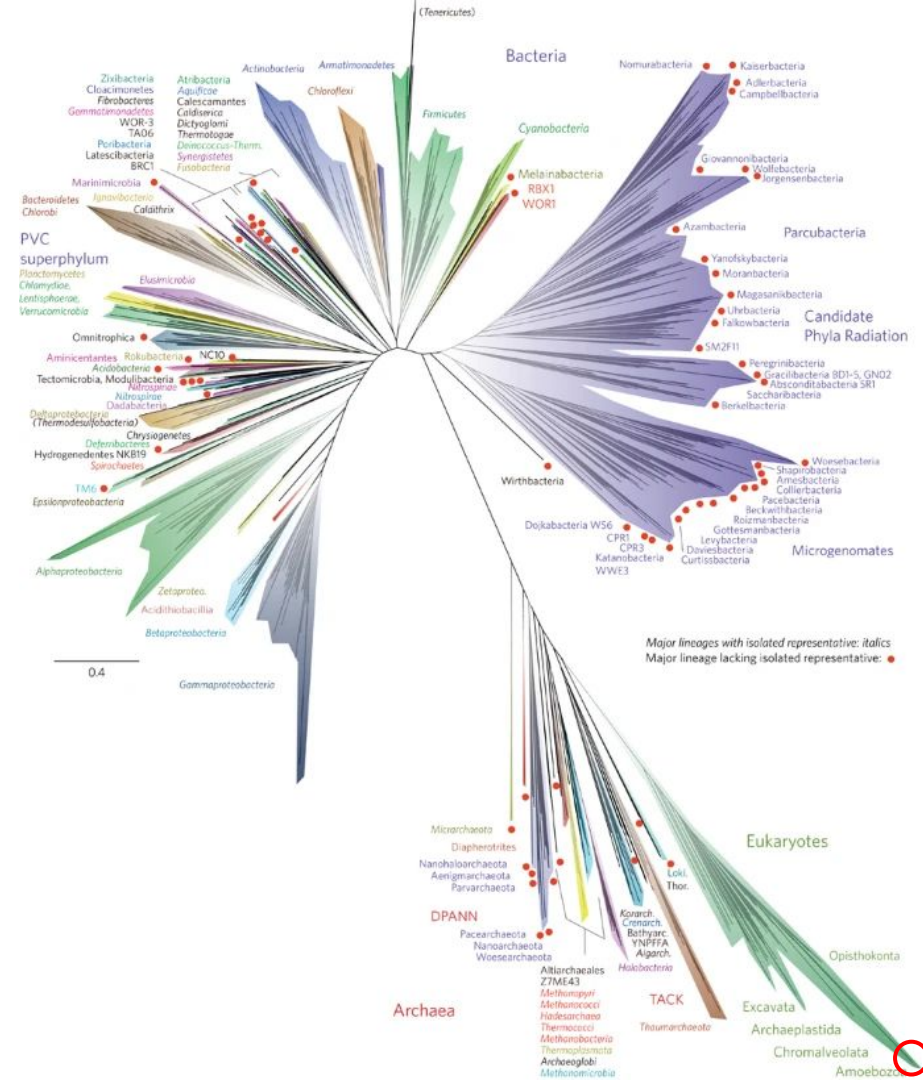 (Tenericutes)
Bacteria
Nomurabacteria
Kaiserbacteria
Adlerbacteria
Campbellbacteria
Zixibacteria
Cloacimonetes
Fibrobacteres
Gemmatimonadetes
WOR-3
TA06
Poribacteria
Latescibacteria
BRC1
Atribacteria
Aquificae
Calescamantes
Caldiserica
Dictyoglomi
Thermotogae
Deinococcus-Therm.
Synergistetes
Fusobacteria
Actinobacteria
Armatimonadetes
Chloroflexi
Firmicutes
Cyanobacteria
Melainabacteria
RBX1
WOR1
Giovannonibacteria
Wolfebacteria
Jorgensenbacteria
Marinimicrobia
Ignavibacteria
Caldithrix
Bacteroidetes
Chlorobi
PVC
superphylum
Planctomycetes
Chlamydiae,
Lentisphaerae,
Verrucomicrobia
Elusimicrobia
Azambacteria
Parcubacteria
Yanofskybacteria
Moranbacteria
Magasanikbacteria
Uhrbacteria
Falkowbacteria
Candidate
Phyla Radiation
SM2F11
Omnitrophica
Aminicentantes
Rokubacteria
NC10
Acidobacteria
Tectomicrobia, Modulibacteria
Nitrospinae
Nitrospirae
Dadabacteria
Deltaprotebacteria
(Thermodesulfobacteria)
Chrysiogenetes
Deferribacteres
Hydrogenedentes NKB19
Spirochaetes
TM6
Epsilonproteobacteria
Peregrinibacteria
Gracilibacteria BD1-5, GN02
Absconditabacteria SR1
Saccharibacteria
Berkelbacteria
Wirthbacteria
Woesebacteria
Shapirobacteria
Amesbacteria
Collierbacteria
Pacebacteria
Beckwithbacteria
Roizmanbacteria
Gottesmanbacteria
Levybacteria
Daviesbacteria
Curtissbacteria
Microgenomates
Dojkabacteria WS6
CPR1
CPR3
Katanobacteria
WWE3
Alphaproteobacteria
Zetaproteo.
Acidithiobacillia
Betaproteobacteria
0.4
Gammaproteobacteria
Major lineages with isolated representative: italics
Major lineage lacking isolated representative:
Micrarchaeota
Diapherotrites
Nanohaloarchaeota
Aenigmarchaeota
Parvarchaeota
DPANN
Pacearchaeota
Nanoarchaeota
Woesearchaeota
Archaea
Altiarchaeales
Z7ME43
Methanopyri
Methanococci
Hadesarchaea
Thermococci
Methanobacteria
Thermoplasmata
Archaeoglobi
Methanomicrobia
Halobacteria
Korarch.
Crenarch.
Bathyarc.
YNPFFA
Aigarch.
Loki.
Thor.
TACK
Thaumarchaeota
Eukaryotes
Opisthokonta
Excavata
Archaeplastida
Chromalveolata